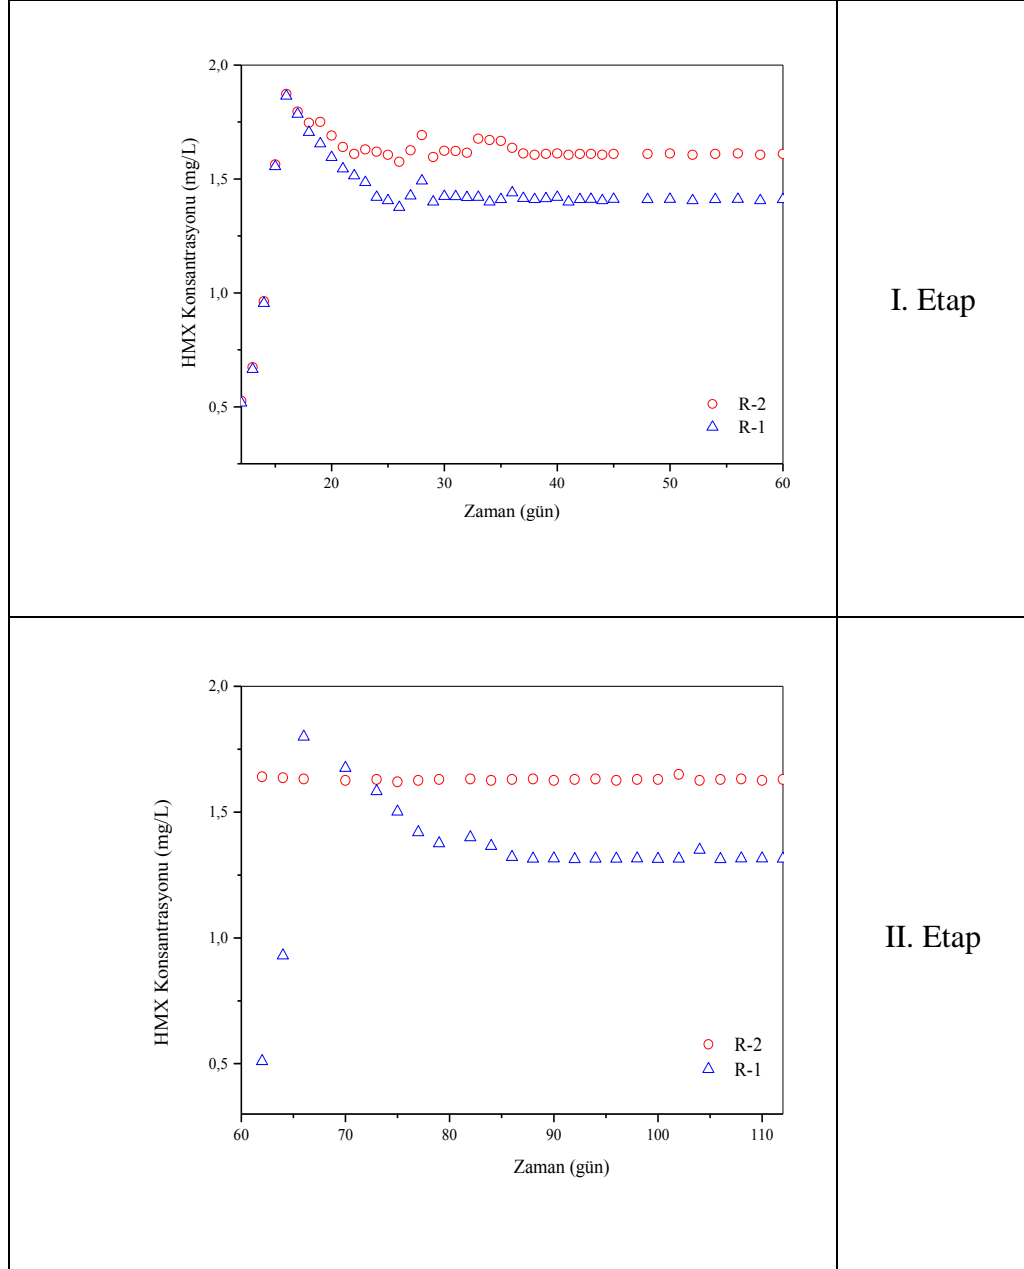 2,0
1,5
1,0
0,5
HMX Konsantrasyonu (mg/L)
R-2
R-1
20 30 40 50 60
Zaman (gün)
I. Etap
2,0
1,5
1,0
0,5
HMX Konsantrasyonu (mg/L)
R-2
R-1
60 70 80 90 100 110
Zaman (gün)
II. Etap